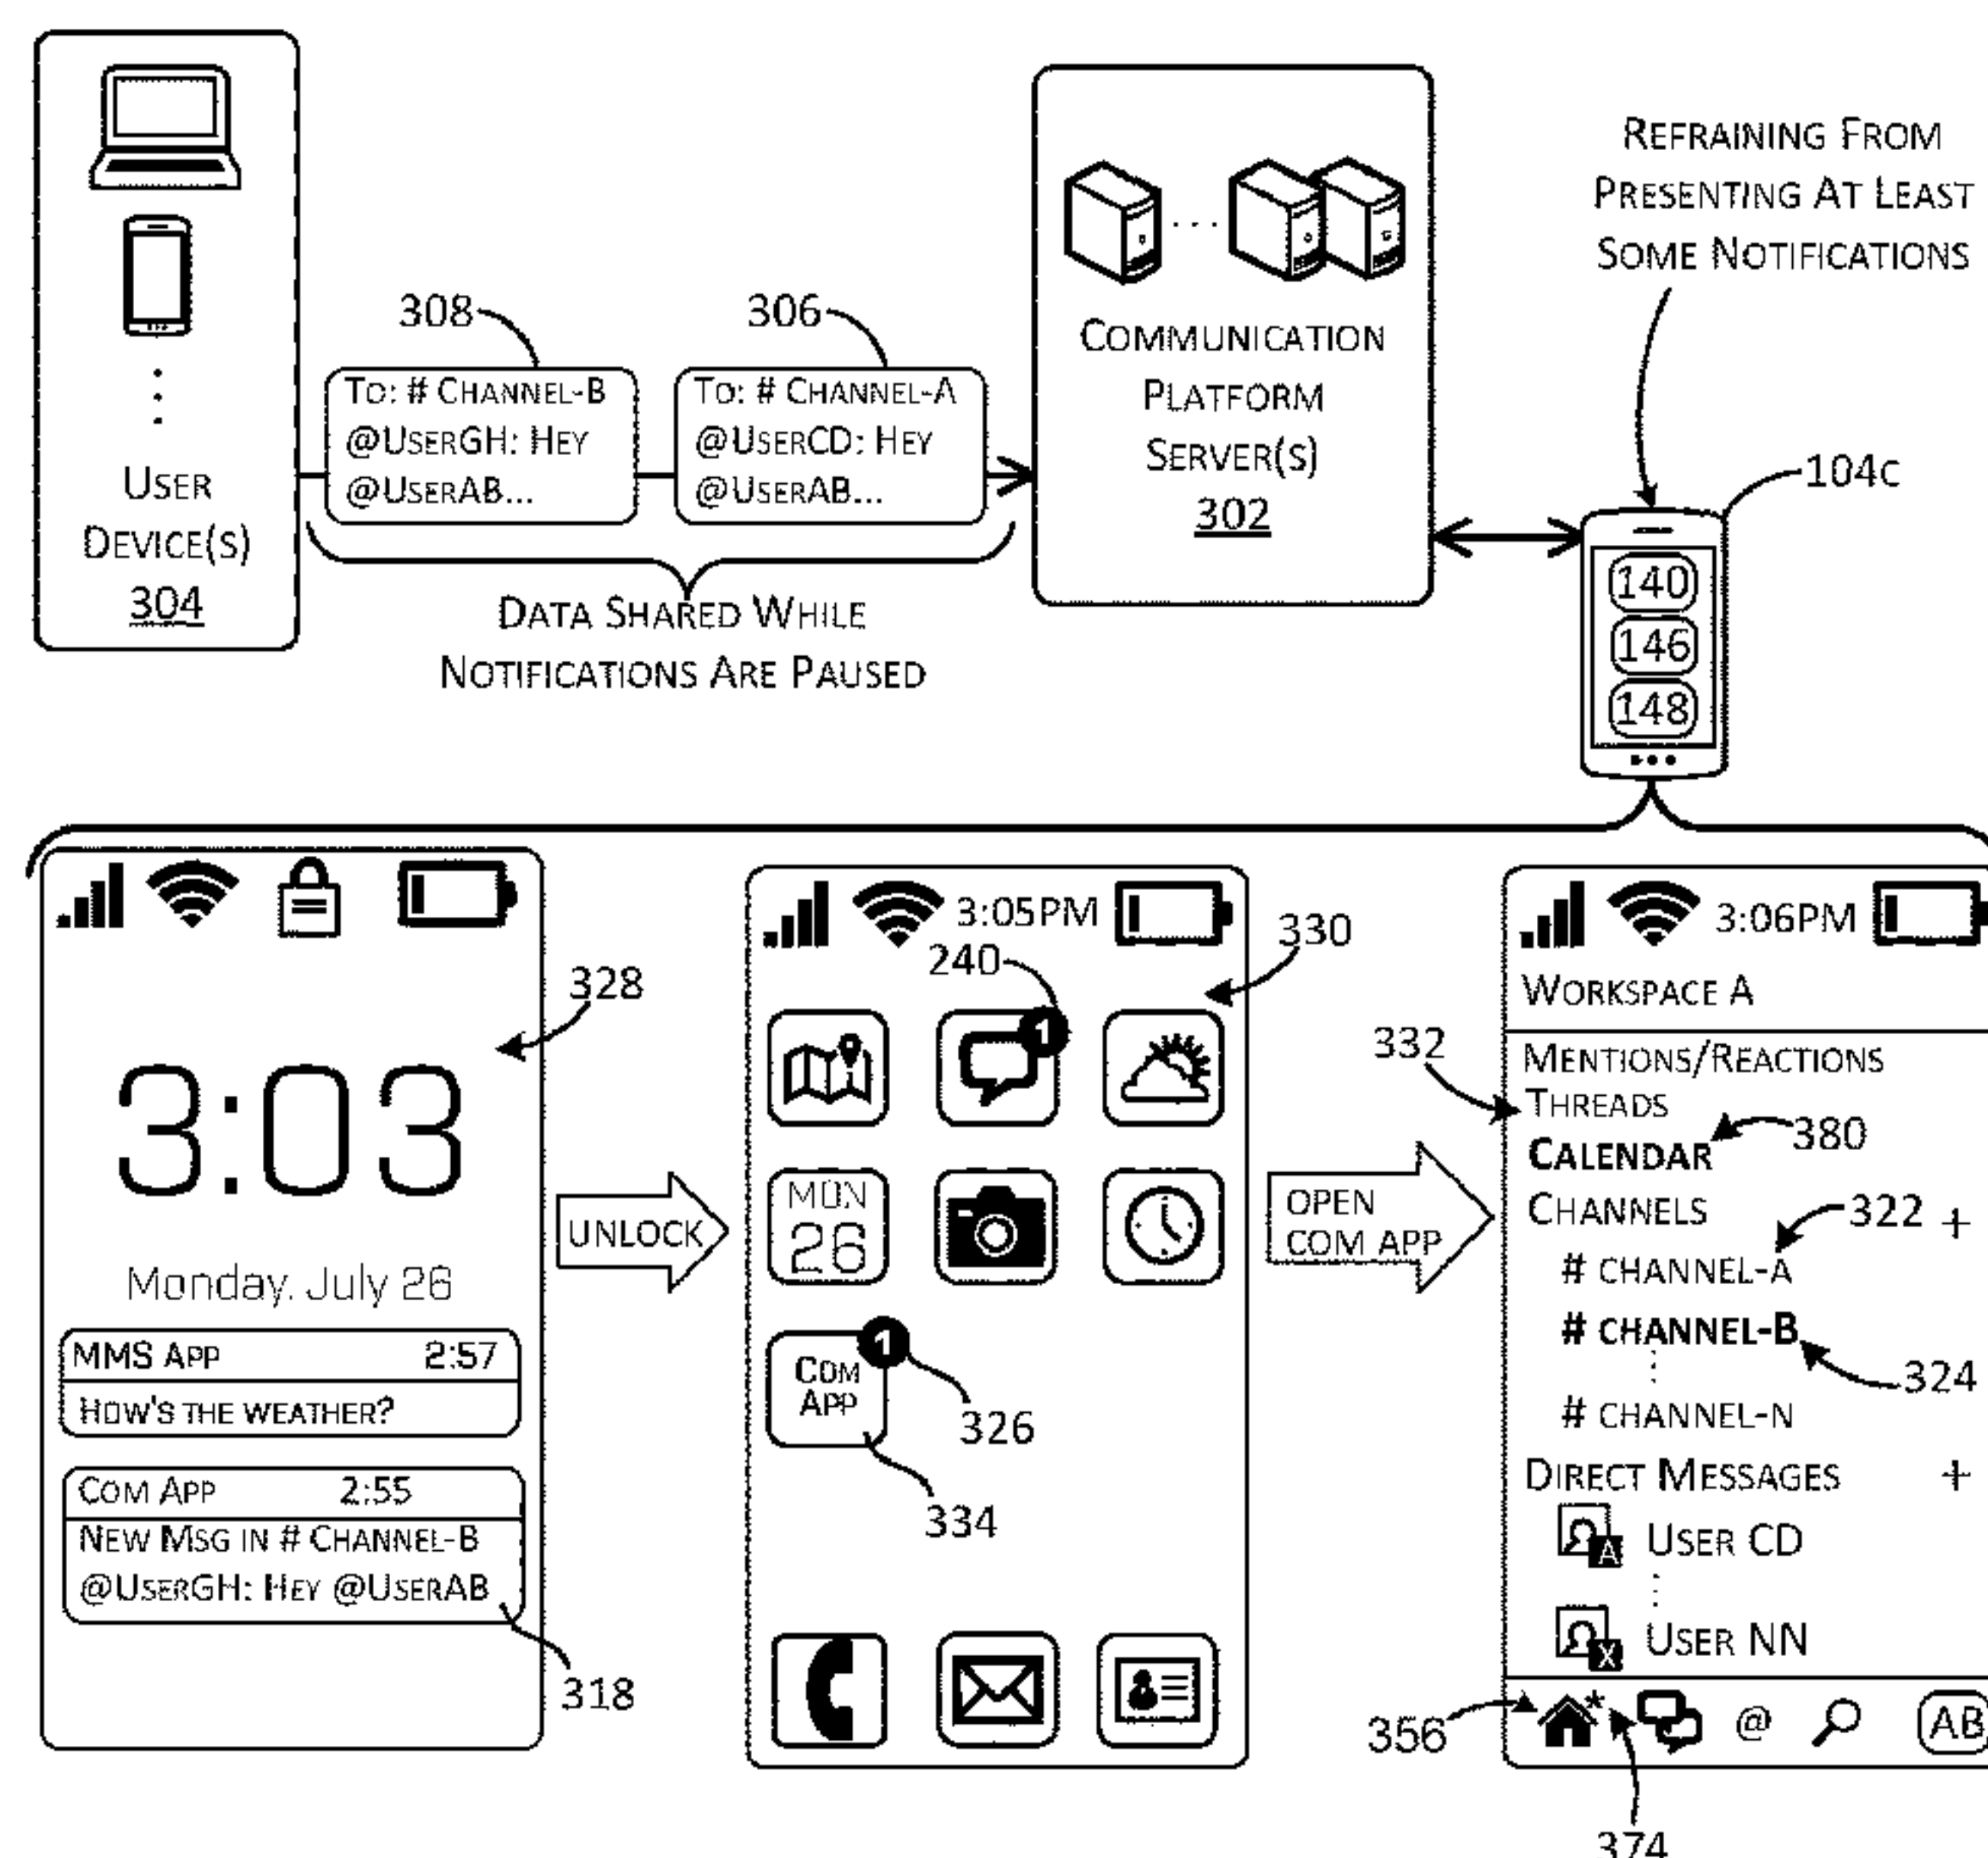 User
Device(s)
304
308
To: # Channel-B
@UserGH: Hey
@UserAB...
306
To: # Channel-A
@UserCD: Hey
@UserAB...
Data Shared While
Notifications Are Paused
Communication
Platform
Server(s)
302
Refraining From
Presenting At Least
Some Notifications
104c
140
146
148
3:03
Monday, July 26
MMS App 2:57
How's the weather?
Com App 2:55
New Msg in # Channel-B
@UserGH: Hey @UserAB
328
318
Unlock
3:05PM
240
330
1
Mon
26
Com
App
1
326
334
Open
Com App
3:06PM
Workspace A
Mentions/Reactions
332
Threads
Calendar
380
Channels +
322
# channel-A
# channel-B
324
# channel-N
Direct Messages +
A User CD
X User NN
356
* @ AB
374